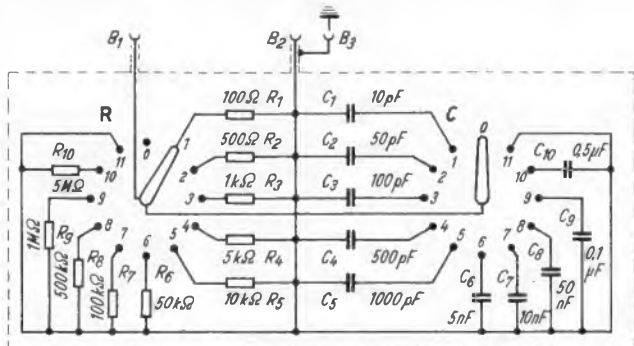 B1 B2 B3
R C
100Ω R1 C1 10pF
500Ω R2 C2 50pF
1kΩ R3 C3 100pF
5kΩ R4 C4 500pF
10kΩ R5 C5 1000pF
R10 5MΩ
R9 1MΩ
R8 500kΩ
R7 100kΩ
R6 50kΩ
11 0 1
10 2
9 3
8 4
7 6 5
0
1 11
2 10
3 9
4 8
5 6 7
C10 0,5μF
C9 0,1 μF
C8 50 nF
C7 10nF
C6 5nF